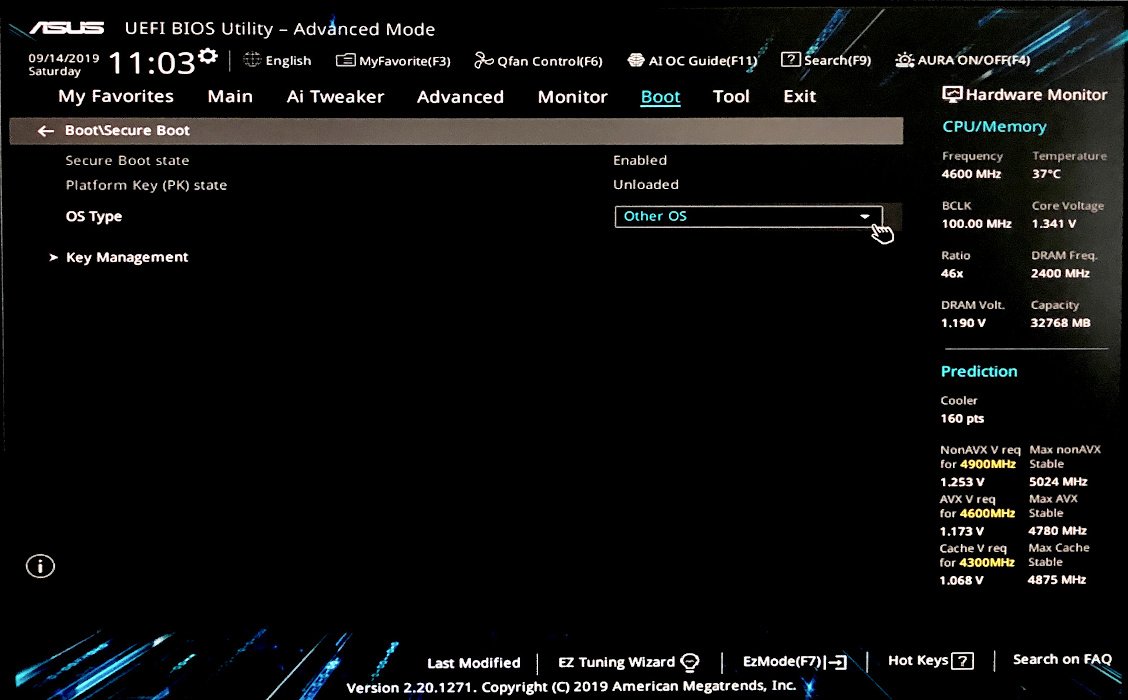 ASUS UEFI BIOS Utility – Advanced Mode
09/14/2019 Saturday 11:03 English MyFavorite(F3) Qfan Control(F6) AI OC Guide(F11) ? Search(F9) AURA ON/OFF(F4)
My Favorites Main Ai Tweaker Advanced Monitor Boot Tool Exit
Boot\Secure Boot
Secure Boot state Enabled
Platform Key (PK) state Unloaded
OS Type Other OS
Key Management
Hardware Monitor
CPU/Memory
Frequency Temperature
4600 MHz 37°C
BCLK Core Voltage
100.00 MHz 1.341 V
Ratio DRAM Freq.
46x 2400 MHz
DRAM Volt. Capacity
1.190 V 32768 MB
Prediction
Cooler
160 pts
NonAVX V req Max nonAVX
for 4900MHz Stable
1.253 V 5024 MHz
AVX V req Max AVX
for 4600MHz Stable
1.173 V 4780 MHz
Cache V req Max Cache
for 4300MHz Stable
1.068 V 4875 MHz
i
Last Modified EZ Tuning Wizard EzMode(F7) Hot Keys ? Search on FAQ
Version 2.20.1271. Copyright (C) 2019 American Megatrends, Inc.